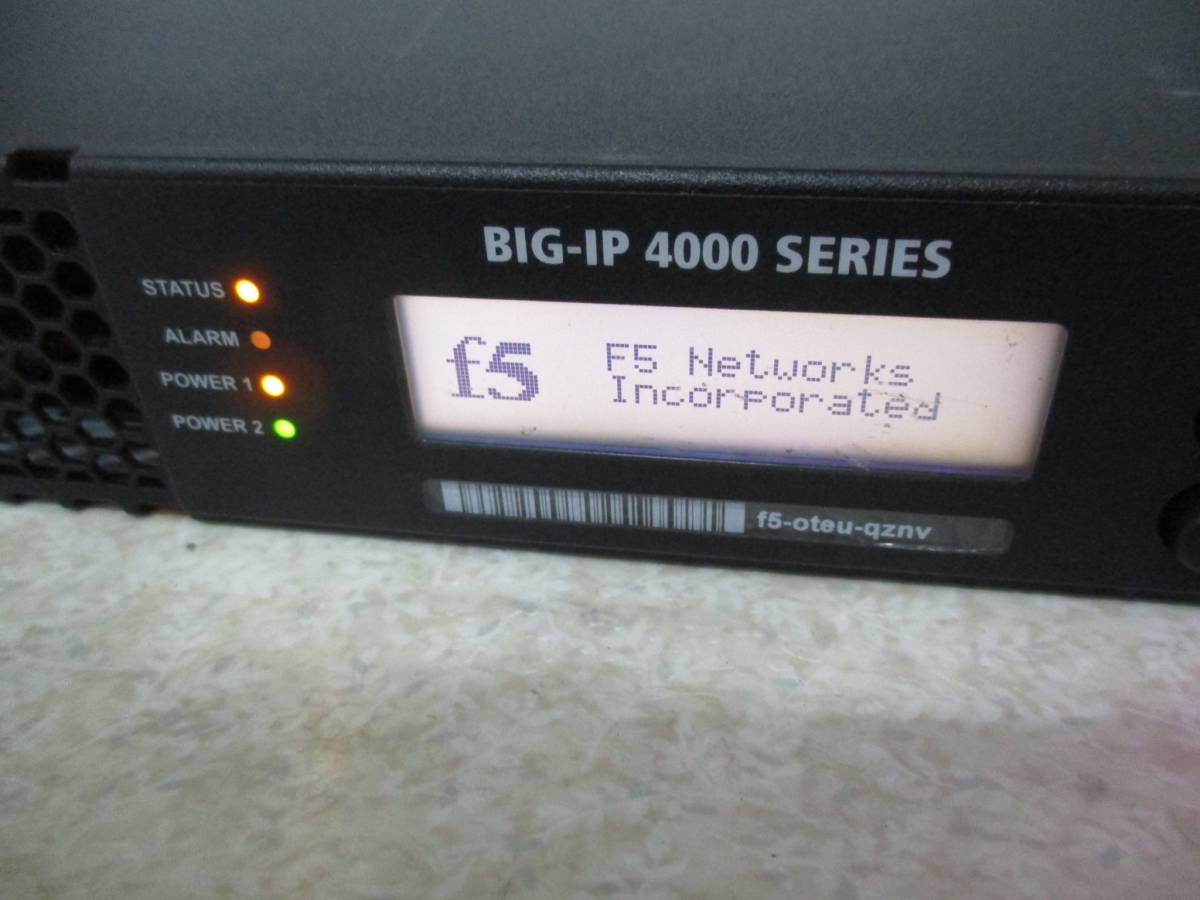 BIG-IP 4000 SERIES
STATUS
ALARM
POWER 1
POWER 2
f5
F5 Networks
Incorporated
f5-oteu-qznv